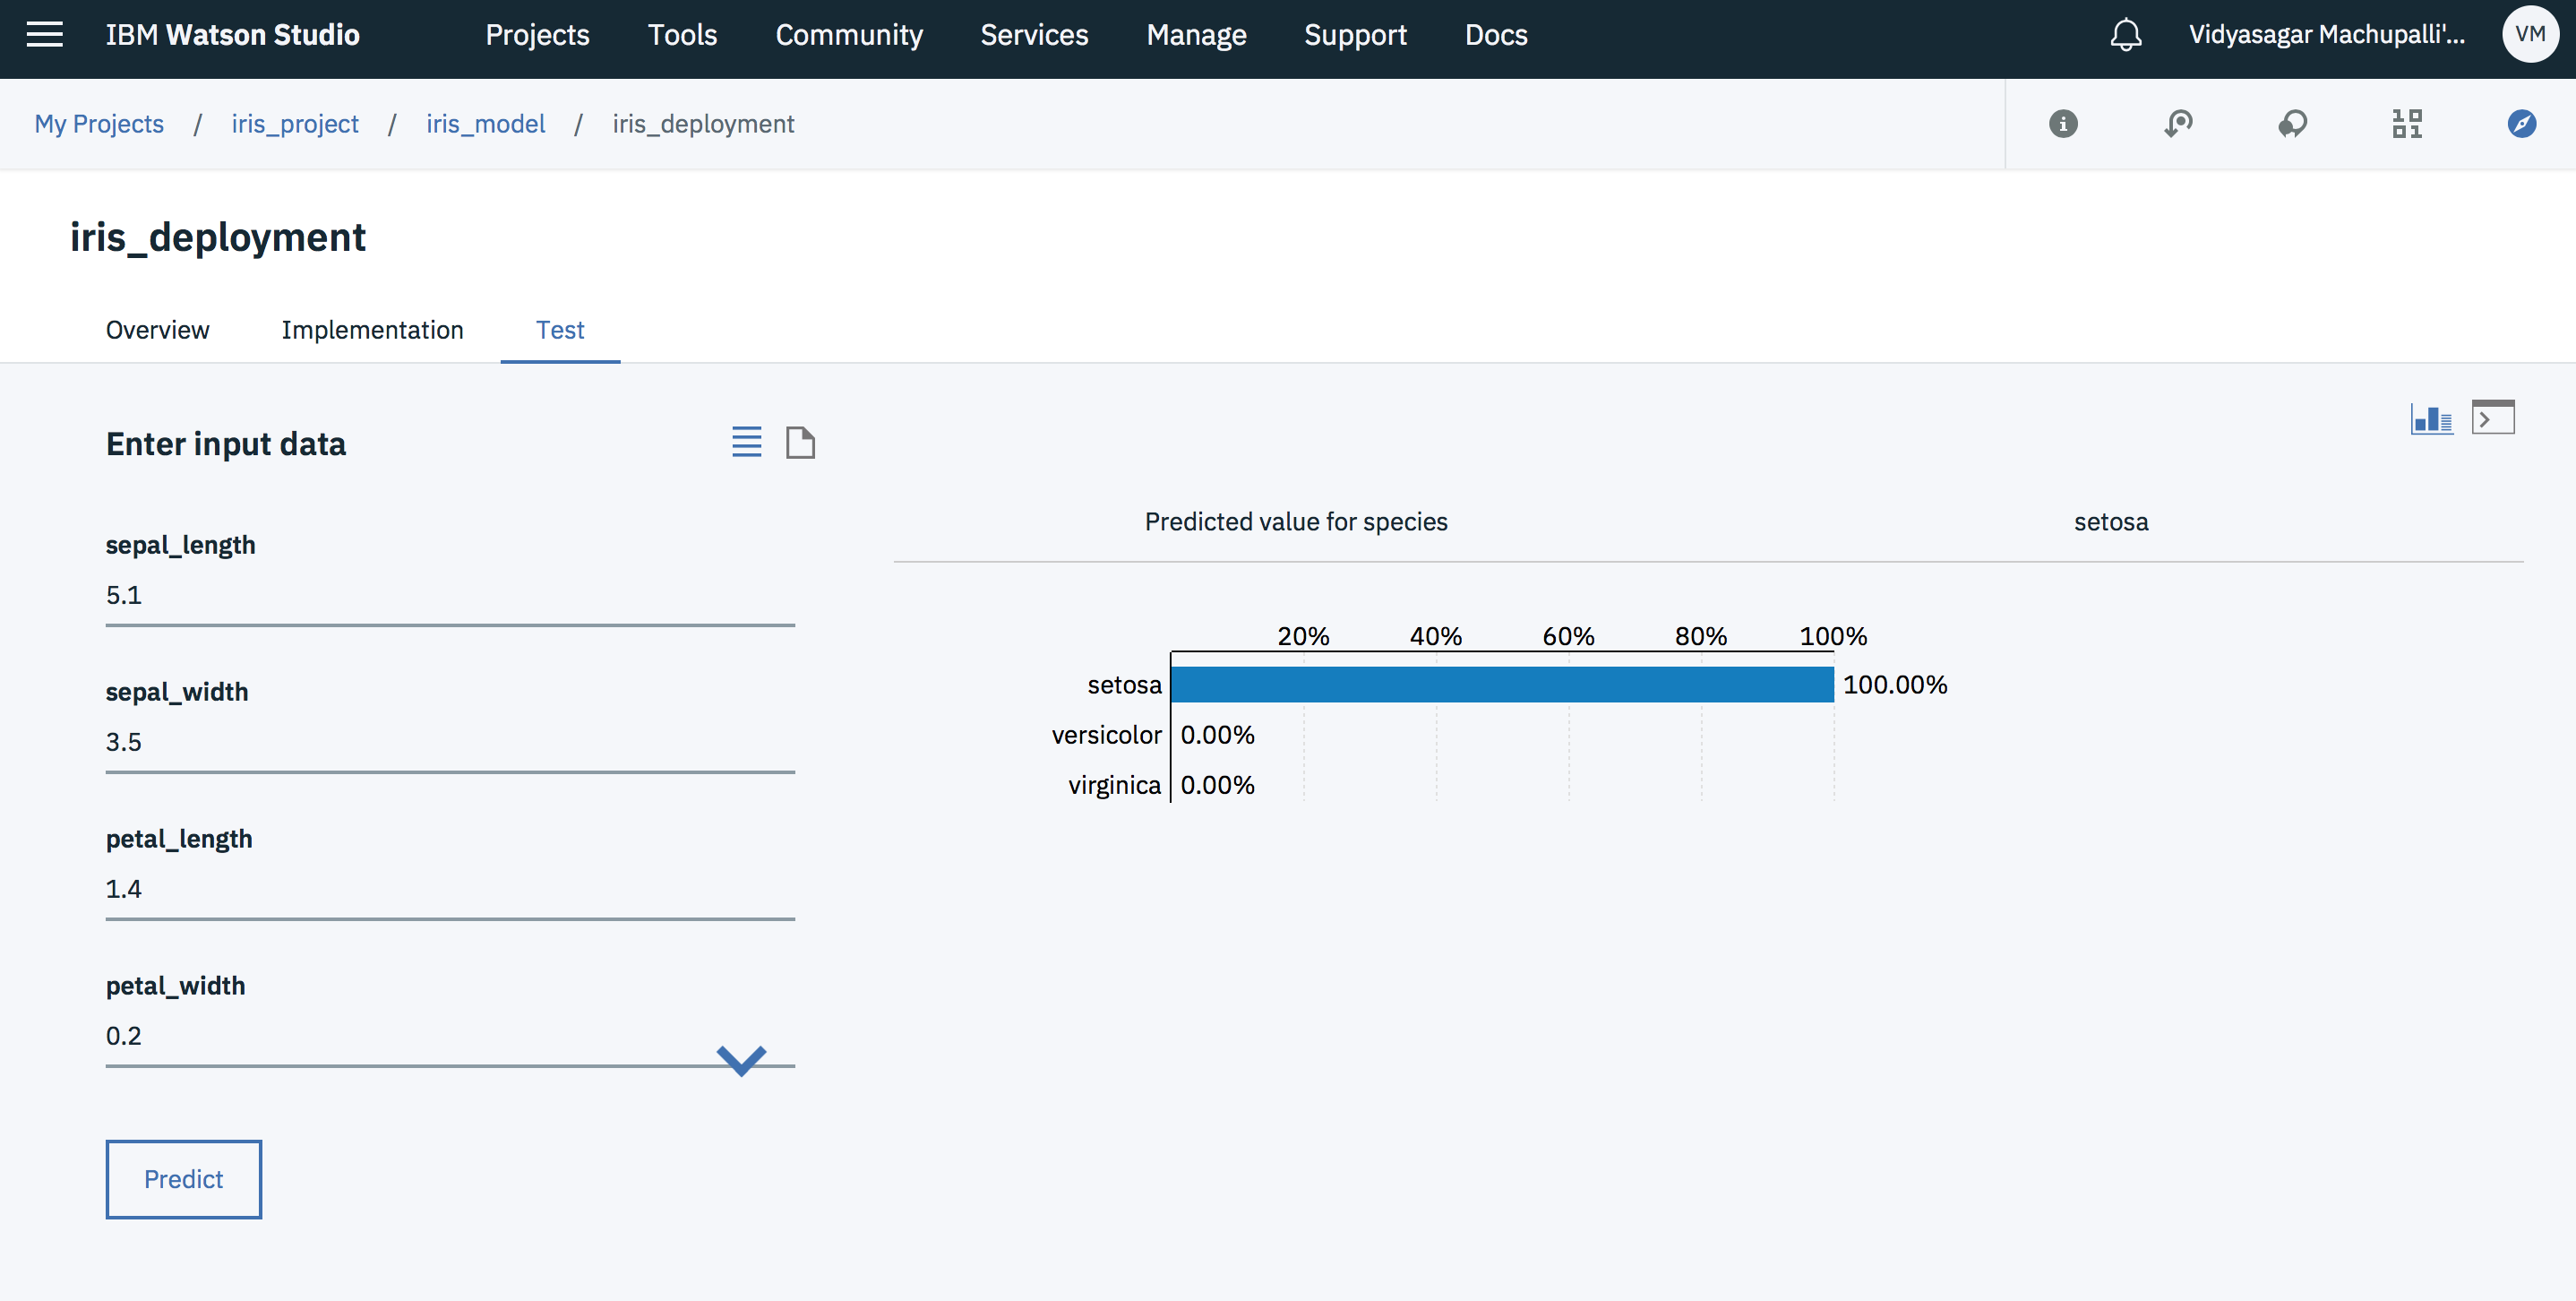 IBM Watson Studio Projects Tools Community Services Manage Support Docs Vidyasagar Machupalli'... VM
My Projects / iris_project / iris_model / iris_deployment
iris_deployment
Overview Implementation Test
Enter input data
sepal_length
5.1
sepal_width
3.5
petal_length
1.4
petal_width
0.2
Predict
Predicted value for species setosa
20% 40% 60% 80% 100%
setosa 100.00%
versicolor 0.00%
virginica 0.00%